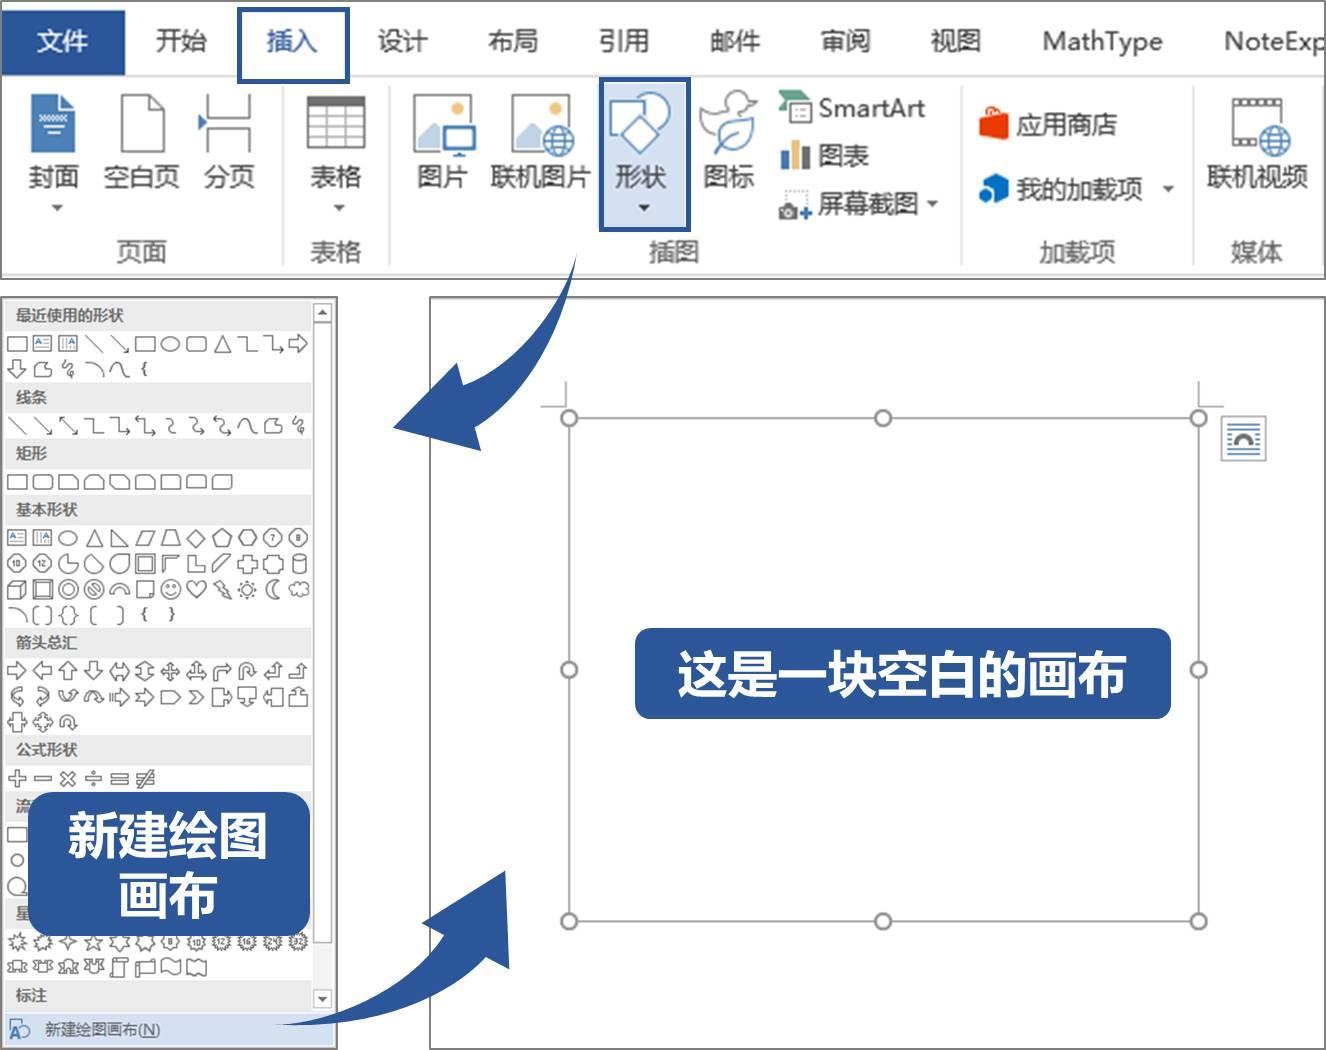 文件 开始 插入 设计 布局 引用 邮件 审阅 视图 MathType NoteExp
封面 空白页 分页 表格 图片 联机图片 形状 图标 SmartArt 图表 屏幕截图 应用商店 我的加载项 联机视频
页面 表格 插图 加载项 媒体
最近使用的形状
线条
矩形
基本形状
箭头总汇
公式形状
流
新建绘图
画布
星
标注
新建绘图画布(N)
这是一块空白的画布